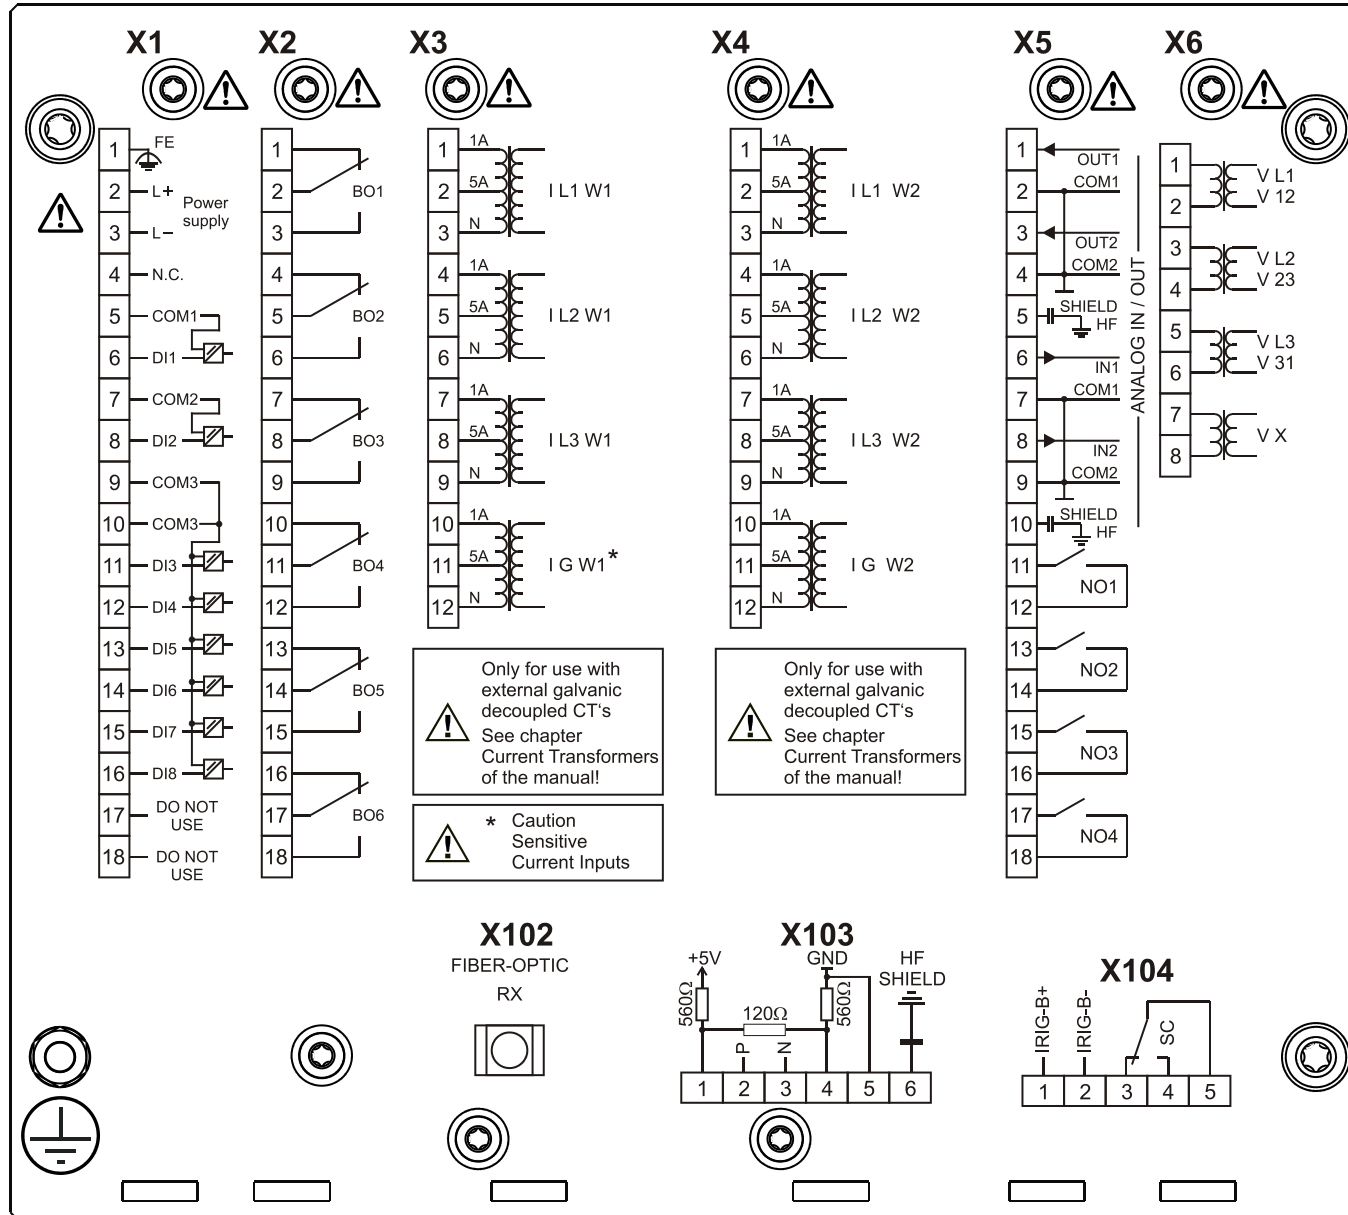 X1
1 FE
2 L+
Power
supply
3 L−
4 N.C.
5 COM1
6 DI1
7 COM2
8 DI2
9 COM3
10 COM3
11 DI3
12 DI4
13 DI5
14 DI6
15 DI7
16 DI8
17 DO NOT
USE
18 DO NOT
USE
X2
1
2 BO1
3
4
5 BO2
6
7
8 BO3
9
10
11 BO4
12
13
14 BO5
15
16
17 BO6
18
X3
1 1A
2 5A I L1 W1
3 N
4 1A
5 5A I L2 W1
6 N
7 1A
8 5A I L3 W1
9 N
10 1A
11 5A I G W1*
12 N
Only for use with
external galvanic
decoupled CT‘s
See chapter
Current Transformers
of the manual!
* Caution
Sensitive
Current Inputs
X4
1 1A
2 5A I L1 W2
3 N
4 1A
5 5A I L2 W2
6 N
7 1A
8 5A I L3 W2
9 N
10 1A
11 5A I G W2
12 N
Only for use with
external galvanic
decoupled CT‘s
See chapter
Current Transformers
of the manual!
X5
1 OUT1
2 COM1
3 OUT2
4 COM2
5 SHIELD
HF
6 IN1
7 COM1
8 IN2
9 COM2
10 SHIELD
HF
ANALOG IN / OUT
11
NO1
12
13
NO2
14
15
NO3
16
17
NO4
18
X6
1 V L1
2 V 12
3 V L2
4 V 23
5 V L3
6 V 31
7
V X
8
X102
FIBER-OPTIC
RX
X103
+5V GND HF
SHIELD
560Ω 120Ω 560Ω
P N
1 2 3 4 5 6
X104
IRIG-B+ IRIG-B- SC
1 2 3 4 5